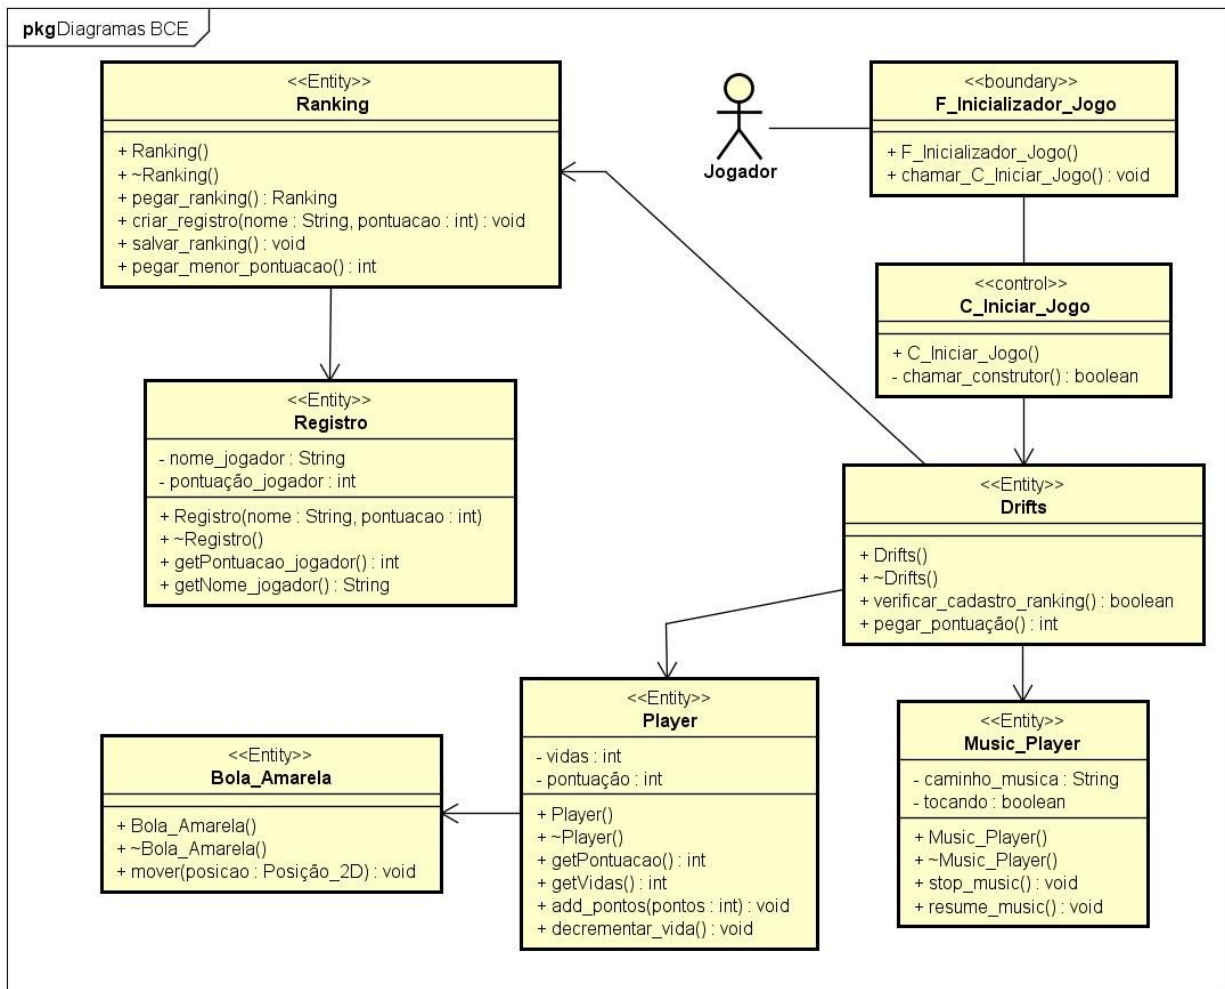 pkgDiagramas BCE
<<Entity>>
Ranking
+ Ranking()
+ ~Ranking()
+ pegar_ranking() : Ranking
+ criar_registro(nome : String, pontuacao : int) : void
+ salvar_ranking() : void
+ pegar_menor_pontuacao() : int
Jogador
<<boundary>>
F_Inicializador_Jogo
+ F_Inicializador_Jogo()
+ chamar_C_Iniciar_Jogo() : void
<<control>>
C_Iniciar_Jogo
+ C_Iniciar_Jogo()
- chamar_construtor() : boolean
<<Entity>>
Registro
- nome_jogador : String
- pontuação_jogador : int
+ Registro(nome : String, pontuacao : int)
+ ~Registro()
+ getPontuacao_jogador() : int
+ getNome_jogador() : String
<<Entity>>
Drifts
+ Drifts()
+ ~Drifts()
+ verificar_cadastro_ranking() : boolean
+ pegar_pontuação() : int
<<Entity>>
Bola_Amarela
+ Bola_Amarela()
+ ~Bola_Amarela()
+ mover(posicao : Posição_2D) : void
<<Entity>>
Player
- vidas : int
- pontuação : int
+ Player()
+ ~Player()
+ getPontuacao() : int
+ getVidas() : int
+ add_pontos(pontos : int) : void
+ decrementar_vida() : void
<<Entity>>
Music_Player
- caminho_musica : String
- tocando : boolean
+ Music_Player()
+ ~Music_Player()
+ stop_music() : void
+ resume_music() : void